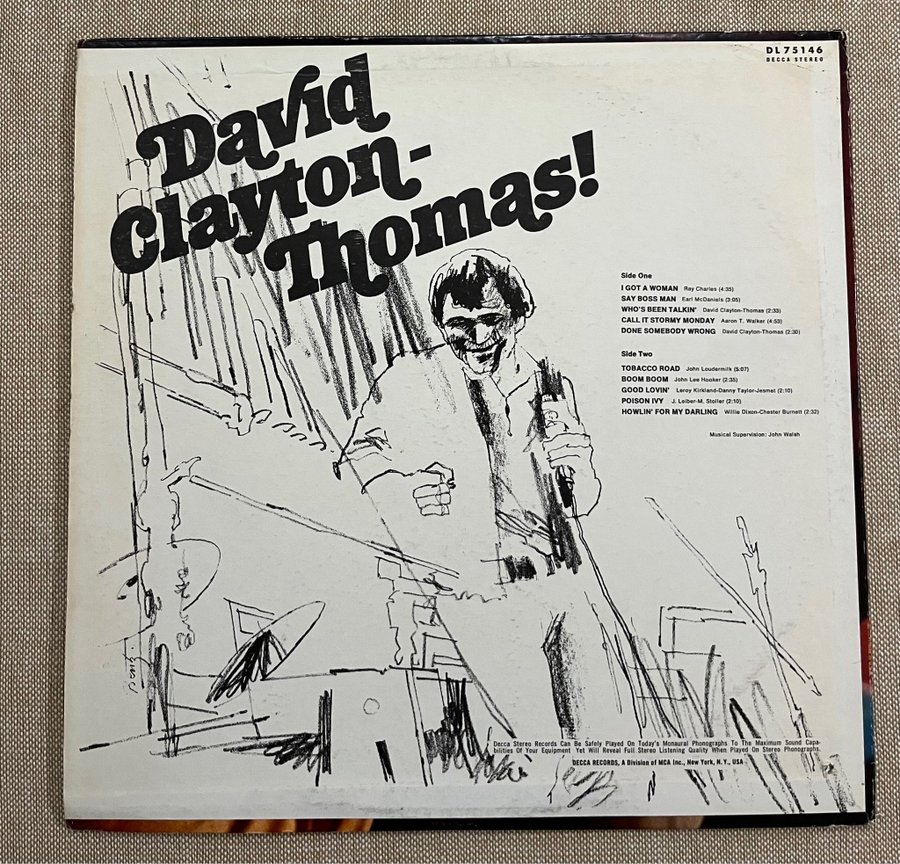 DL 75146
DECCA STEREO
David
Clayton-
Thomas!
Side One
I GOT A WOMAN Ray Charles (4:35)
SAY BOSS MAN Earl McDaniels (3:05)
WHO'S BEEN TALKIN' David Clayton-Thomas (2:33)
CALL IT STORMY MONDAY Aaron T. Walker (4:53)
DONE SOMEBODY WRONG David Clayton-Thomas (2:30)
Side Two
TOBACCO ROAD John Loudermilk (5:07)
BOOM BOOM John Lee Hooker (2:35)
GOOD LOVIN' Leroy Kirkland-Danny Taylor-Jesmet (2:10)
POISON IVY J. Leiber-M. Stoller (2:10)
HOWLIN' FOR MY DARLING Willie Dixon-Chester Burnett (2:32)
Musical Supervision: John Walsh
Decca Stereo Records Can Be Safely Played On Today's Monaural Phonographs To The Maximum Sound Capa-
bilities Of Your Equipment Yet Will Reveal Full Stereo Listening Quality When Played On Stereo Phonographs.
DECCA RECORDS, A Division of MCA Inc., New York, N.Y., USA